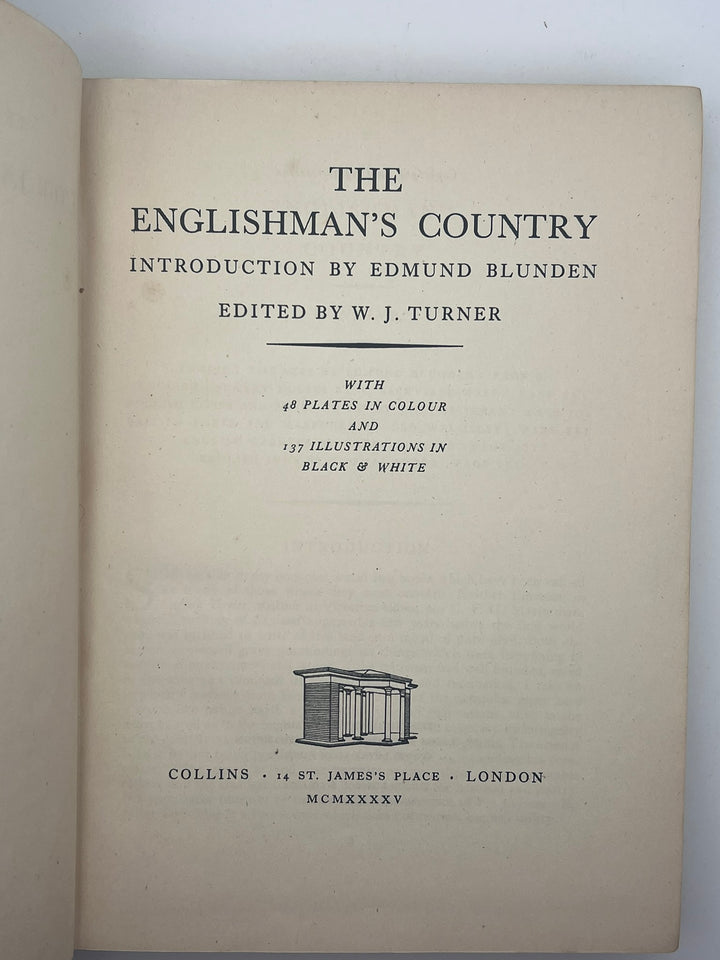 THE
ENGLISHMAN'S COUNTRY
INTRODUCTION BY EDMUND BLUNDEN
EDITED BY W. J. TURNER
WITH
48 PLATES IN COLOUR
AND
137 ILLUSTRATIONS IN
BLACK & WHITE
COLLINS · 14 ST. JAMES'S PLACE · LONDON
MCMXXXXV